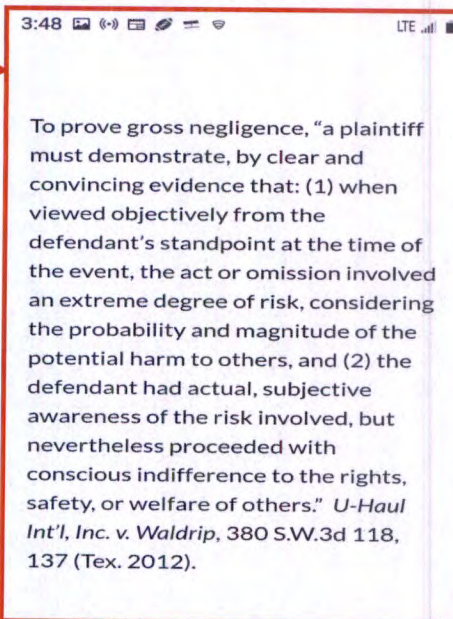 3:48
LTE
To prove gross negligence, “a plaintiff
must demonstrate, by clear and
convincing evidence that: (1) when
viewed objectively from the
defendant’s standpoint at the time of
the event, the act or omission involved
an extreme degree of risk, considering
the probability and magnitude of the
potential harm to others, and (2) the
defendant had actual, subjective
awareness of the risk involved, but
nevertheless proceeded with
conscious indifference to the rights,
safety, or welfare of others.” U-Haul
Int’l, Inc. v. Waldrip, 380 S.W.3d 118,
137 (Tex. 2012).